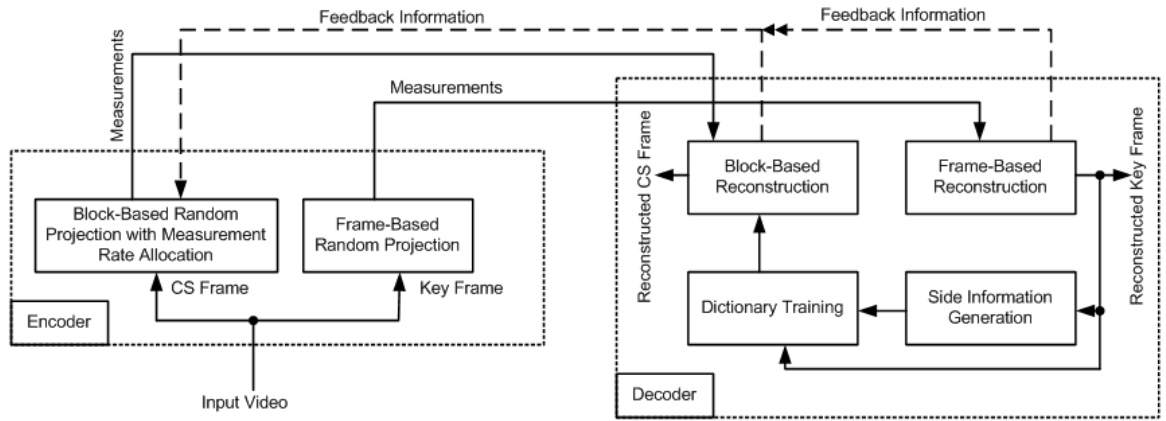 Feedback Information
Feedback Information
Measurements
Measurements
Block-Based Random
Projection with Measurement
Rate Allocation
Frame-Based
Random Projection
CS Frame
Key Frame
Encoder
Input Video
Reconstructed CS Frame
Block-Based
Reconstruction
Frame-Based
Reconstruction
Reconstructed Key Frame
Dictionary Training
Side Information
Generation
Decoder